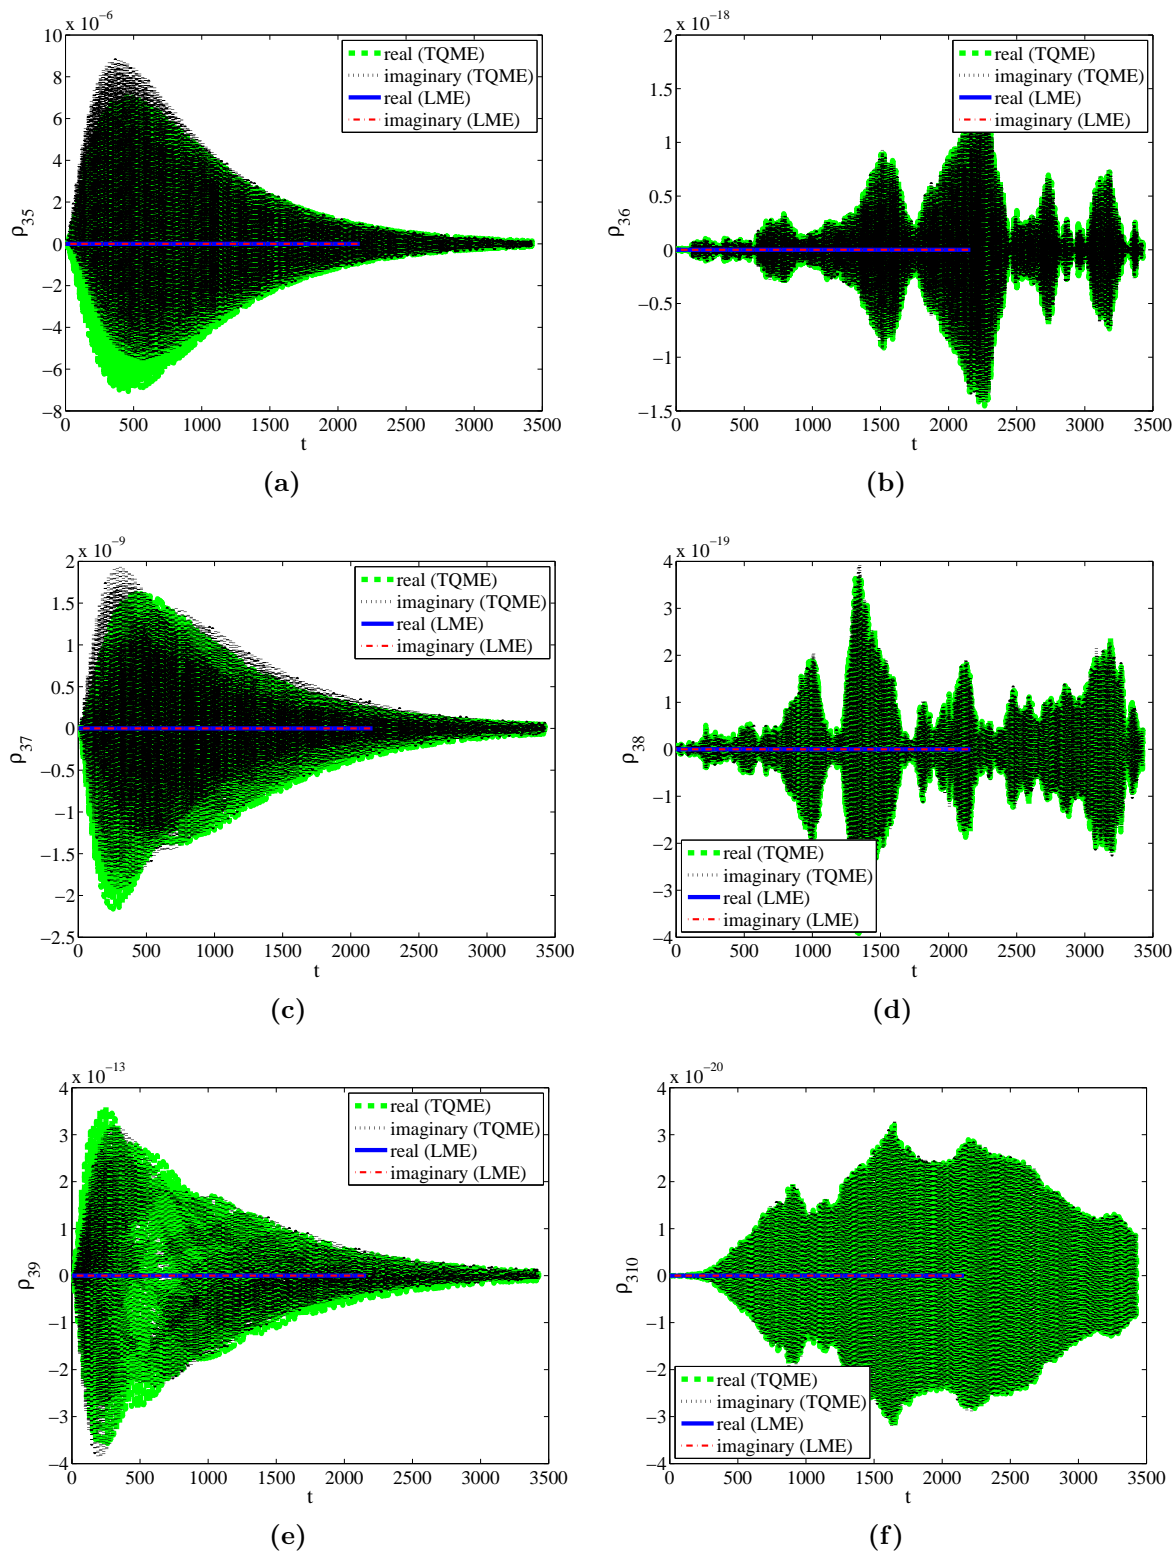 x 10⁻⁶
10
8
6
4
2
0
−2
−4
−6
−8
ρ₃₅
0 500 1000 1500 2000 2500 3000 3500
t
real (TQME)
imaginary (TQME)
real (LME)
imaginary (LME)
(a)
x 10⁻¹⁸
2
1.5
1
0.5
0
−0.5
−1
−1.5
ρ₃₆
0 500 1000 1500 2000 2500 3000 3500
t
real (TQME)
imaginary (TQME)
real (LME)
imaginary (LME)
(b)
x 10⁻⁹
2
1.5
1
0.5
0
−0.5
−1
−1.5
−2
−2.5
ρ₃₇
0 500 1000 1500 2000 2500 3000 3500
t
real (TQME)
imaginary (TQME)
real (LME)
imaginary (LME)
(c)
x 10⁻¹⁹
4
3
2
1
0
−1
−2
−3
−4
ρ₃₈
0 500 1000 1500 2000 2500 3000 3500
t
real (TQME)
imaginary (TQME)
real (LME)
imaginary (LME)
(d)
x 10⁻¹³
4
3
2
1
0
−1
−2
−3
−4
ρ₃₉
0 500 1000 1500 2000 2500 3000 3500
t
real (TQME)
imaginary (TQME)
real (LME)
imaginary (LME)
(e)
x 10⁻²⁰
4
3
2
1
0
−1
−2
−3
−4
ρ₃₁₀
0 500 1000 1500 2000 2500 3000 3500
t
real (TQME)
imaginary (TQME)
real (LME)
imaginary (LME)
(f)